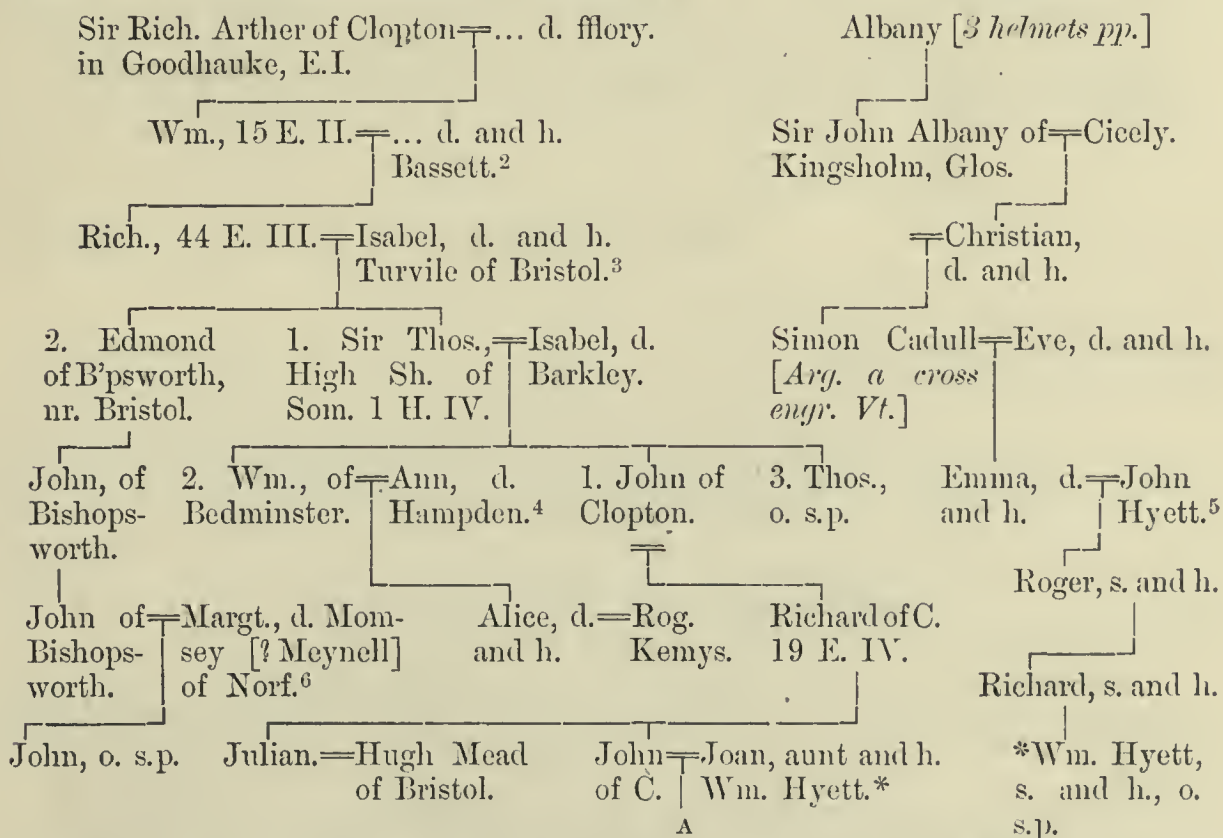 Sir Rich. Arther of Clopton ... d. fflory.
in Goodhauke, E.I.
Albany [3 helmets pp.]
Wm., 15 E. II. ... d. and h.
Bassett.²
Sir John Albany of Cicely.
Kingsholm, Glos.
Rich., 44 E. III. Isabel, d. and h.
Turvile of Bristol.³
Christian,
d. and h.
2. Edmond
of B'psworth,
nr. Bristol.
1. Sir Thos.,
High Sh. of
Som. 1 H. IV.
Isabel, d.
Barkley.
Simon Cadull Eve, d. and h.
[Arg. a cross
engr. Vt.]
John, of
Bishops-
worth.
2. Wm., of
Bedminster.
Ann, d.
Hampden.⁴
1. John of
Clopton.
3. Thos.,
o. s.p.
Emma, d.
and h.
John
Hyett.⁵
Roger, s. and h.
John of
Bishops-
worth.
Margt., d. Mom-
sey [? Meynell]
of Norf.⁶
Alice, d.
and h.
Rog.
Kemys.
Richard of C.
19 E. IV.
Richard, s. and h.
John, o. s.p.
Julian. Hugh Mead
of Bristol.
John
of C.
Joan, aunt and h.
Wm. Hyett.*
A
*Wm. Hyett,
s. and h., o.
s.p.